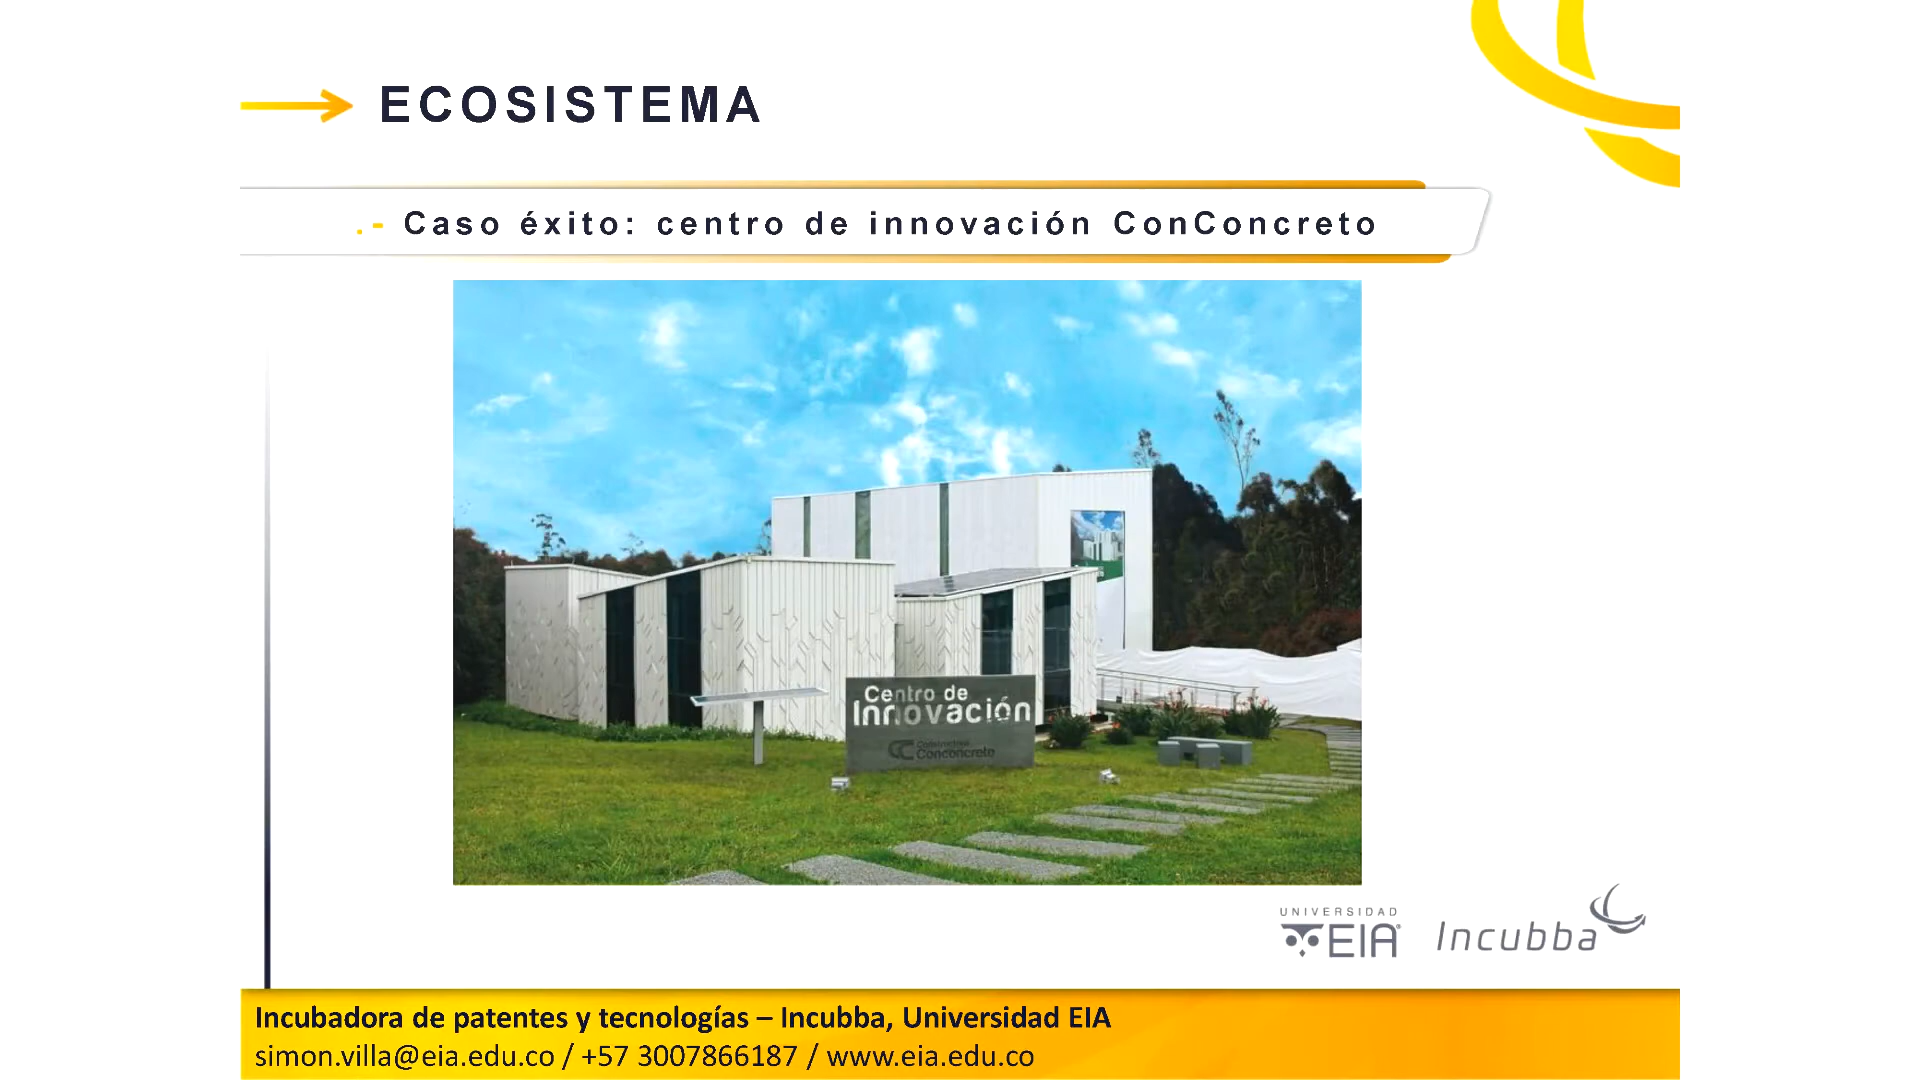 ECOSISTEMA
.- Caso éxito: centro de innovación ConConcreto
Centro de
Innovación
Constructora
Conconcreto
UNIVERSIDAD
EIA
Incubba
Incubadora de patentes y tecnologías – Incubba, Universidad EIA
simon.villa@eia.edu.co / +57 3007866187 / www.eia.edu.co